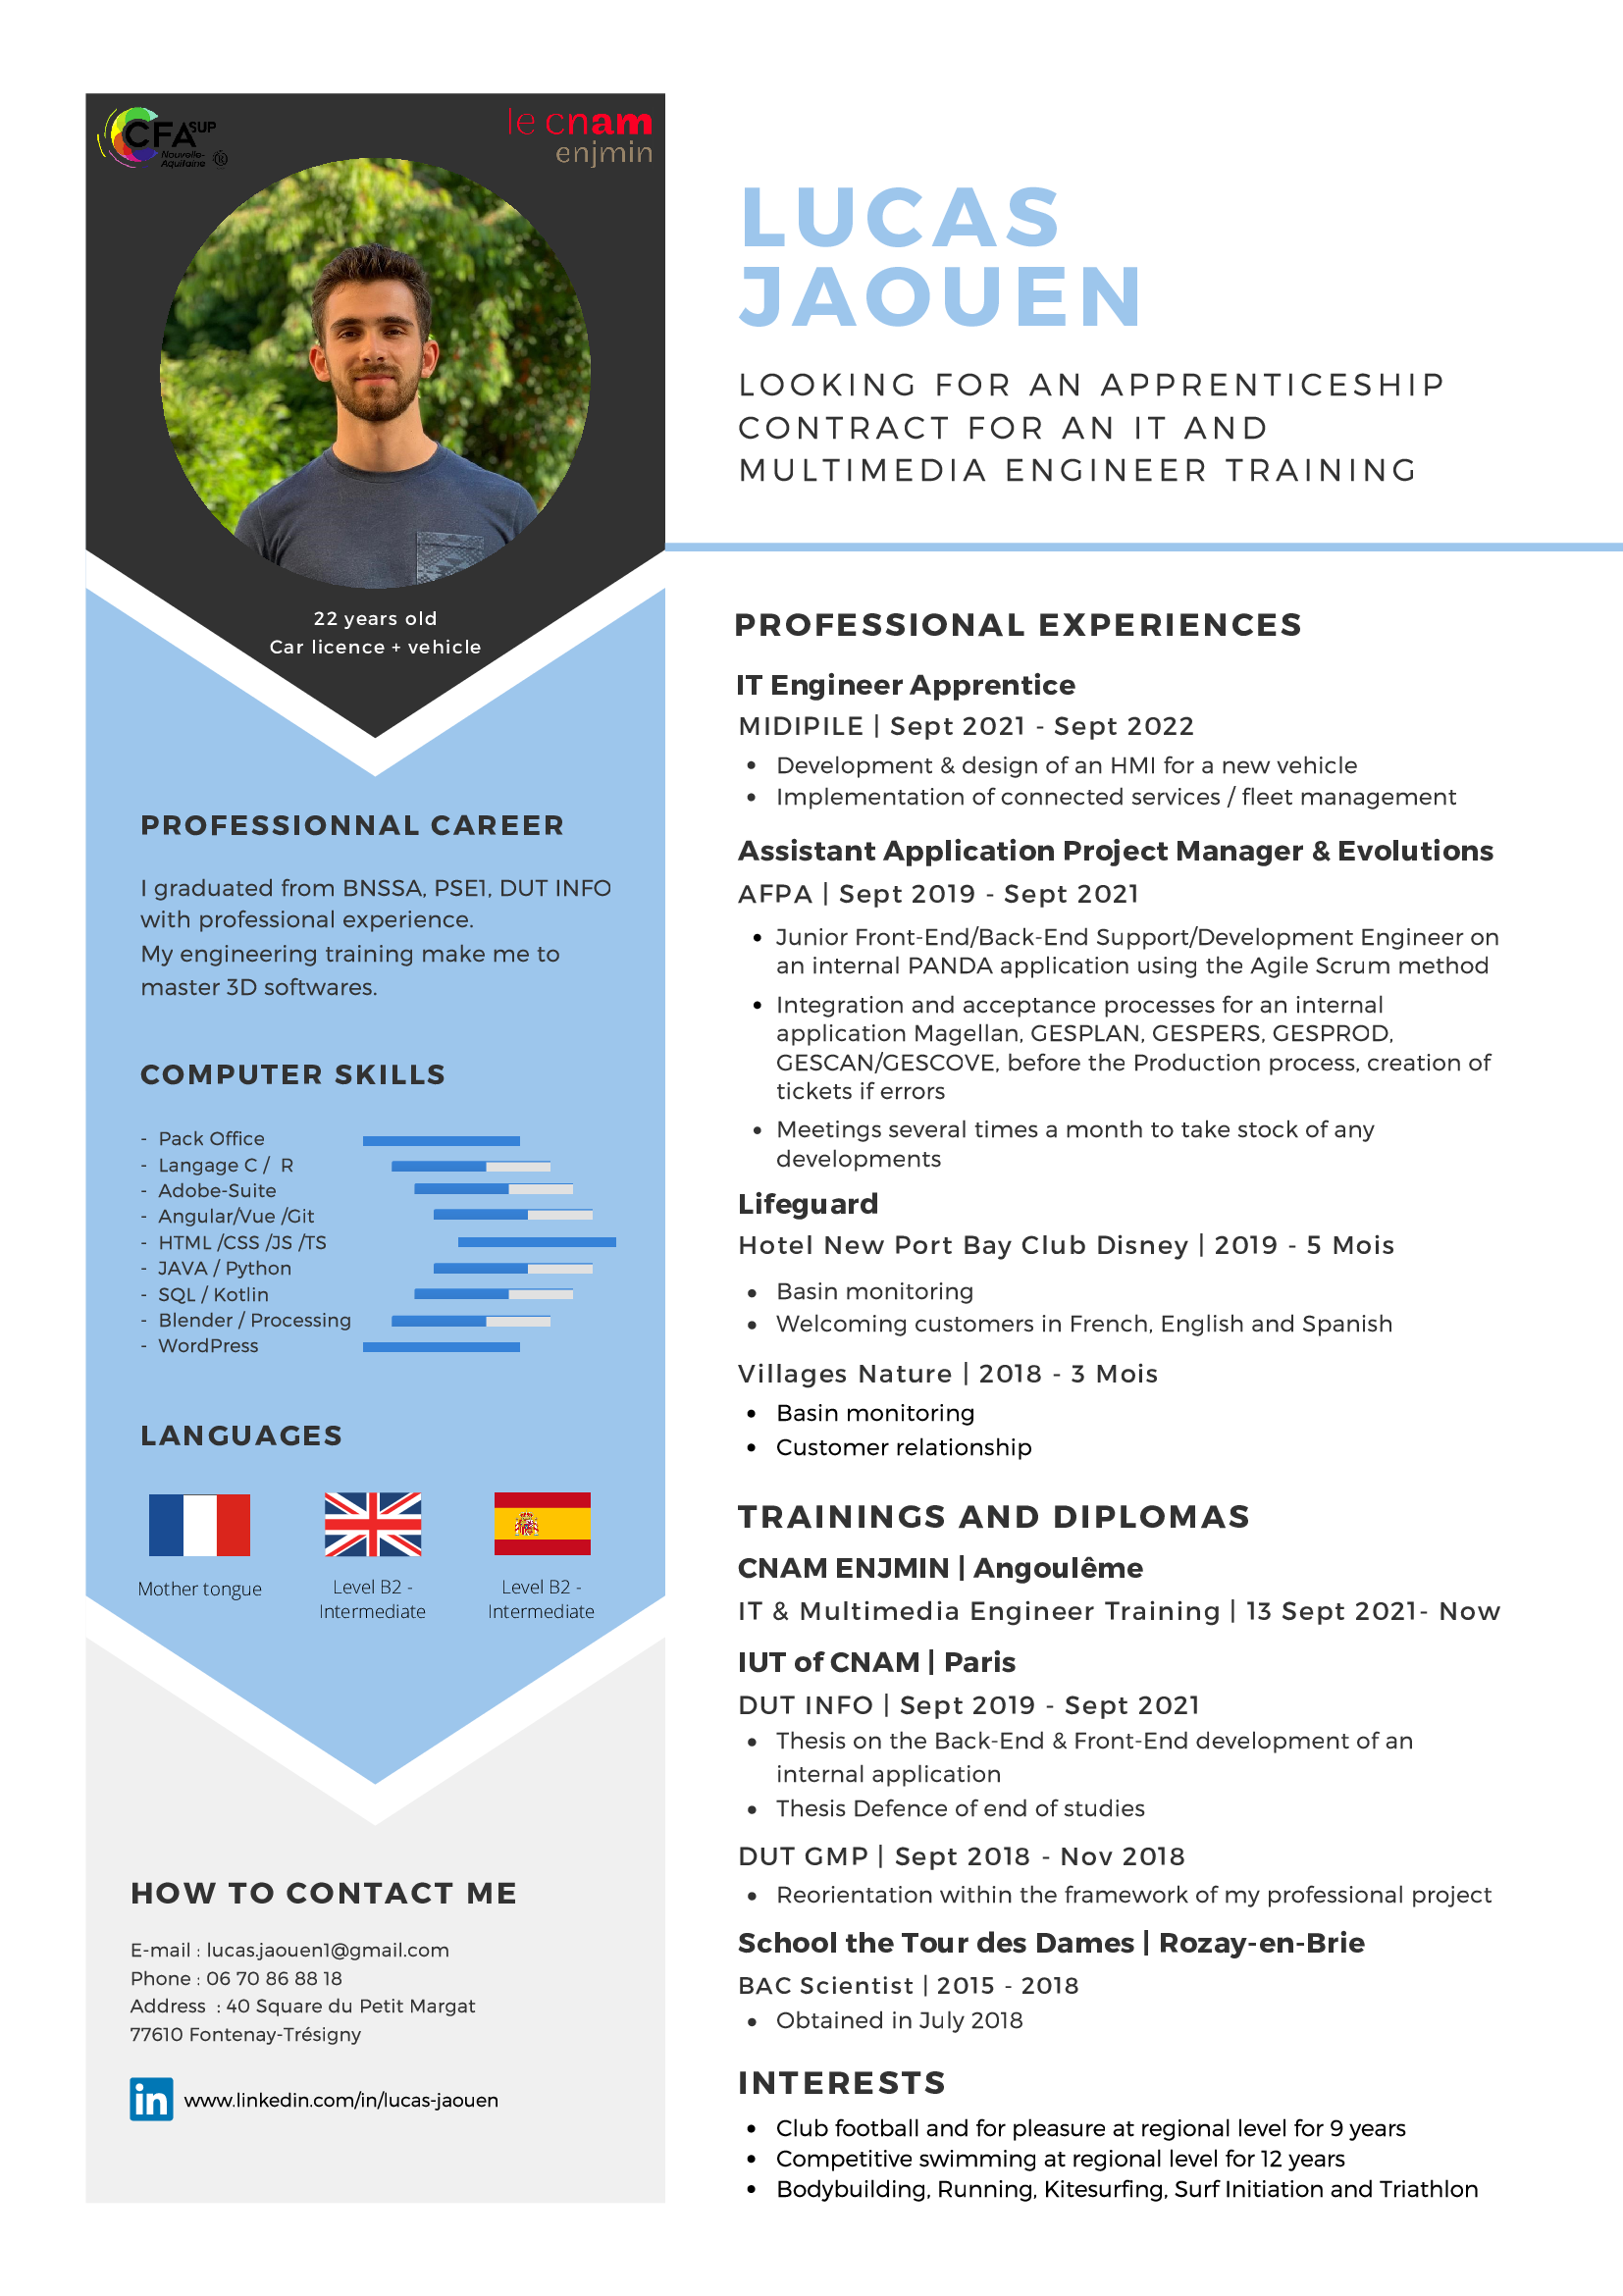 CFA SUP
Nouvelle-
Aquitaine ®
le cnam
enjmin
22 years old
Car licence + vehicle
PROFESSIONNAL CAREER
I graduated from BNSSA, PSE1, DUT INFO
with professional experience.
My engineering training make me to
master 3D softwares.
COMPUTER SKILLS
- Pack Office
- Langage C / R
- Adobe-Suite
- Angular/Vue /Git
- HTML /CSS /JS /TS
- JAVA / Python
- SQL / Kotlin
- Blender / Processing
- WordPress
LANGUAGES
Mother tongue
Level B2 -
Intermediate
Level B2 -
Intermediate
HOW TO CONTACT ME
E-mail : lucas.jaouen1@gmail.com
Phone : 06 70 86 88 18
Address : 40 Square du Petit Margat
77610 Fontenay-Trésigny
in www.linkedin.com/in/lucas-jaouen
LUCAS
JAOUEN
LOOKING FOR AN APPRENTICESHIP
CONTRACT FOR AN IT AND
MULTIMEDIA ENGINEER TRAINING
PROFESSIONAL EXPERIENCES
IT Engineer Apprentice
MIDIPILE | Sept 2021 - Sept 2022
• Development & design of an HMI for a new vehicle
• Implementation of connected services / fleet management
Assistant Application Project Manager & Evolutions
AFPA | Sept 2019 - Sept 2021
• Junior Front-End/Back-End Support/Development Engineer on
an internal PANDA application using the Agile Scrum method
• Integration and acceptance processes for an internal
application Magellan, GESPLAN, GESPERS, GESPROD,
GESCAN/GESCOVE, before the Production process, creation of
tickets if errors
• Meetings several times a month to take stock of any
developments
Lifeguard
Hotel New Port Bay Club Disney | 2019 - 5 Mois
• Basin monitoring
• Welcoming customers in French, English and Spanish
Villages Nature | 2018 - 3 Mois
• Basin monitoring
• Customer relationship
TRAININGS AND DIPLOMAS
CNAM ENJMIN | Angoulême
IT & Multimedia Engineer Training | 13 Sept 2021- Now
IUT of CNAM | Paris
DUT INFO | Sept 2019 - Sept 2021
• Thesis on the Back-End & Front-End development of an
internal application
• Thesis Defence of end of studies
DUT GMP | Sept 2018 - Nov 2018
• Reorientation within the framework of my professional project
School the Tour des Dames | Rozay-en-Brie
BAC Scientist | 2015 - 2018
• Obtained in July 2018
INTERESTS
• Club football and for pleasure at regional level for 9 years
• Competitive swimming at regional level for 12 years
• Bodybuilding, Running, Kitesurfing, Surf Initiation and Triathlon